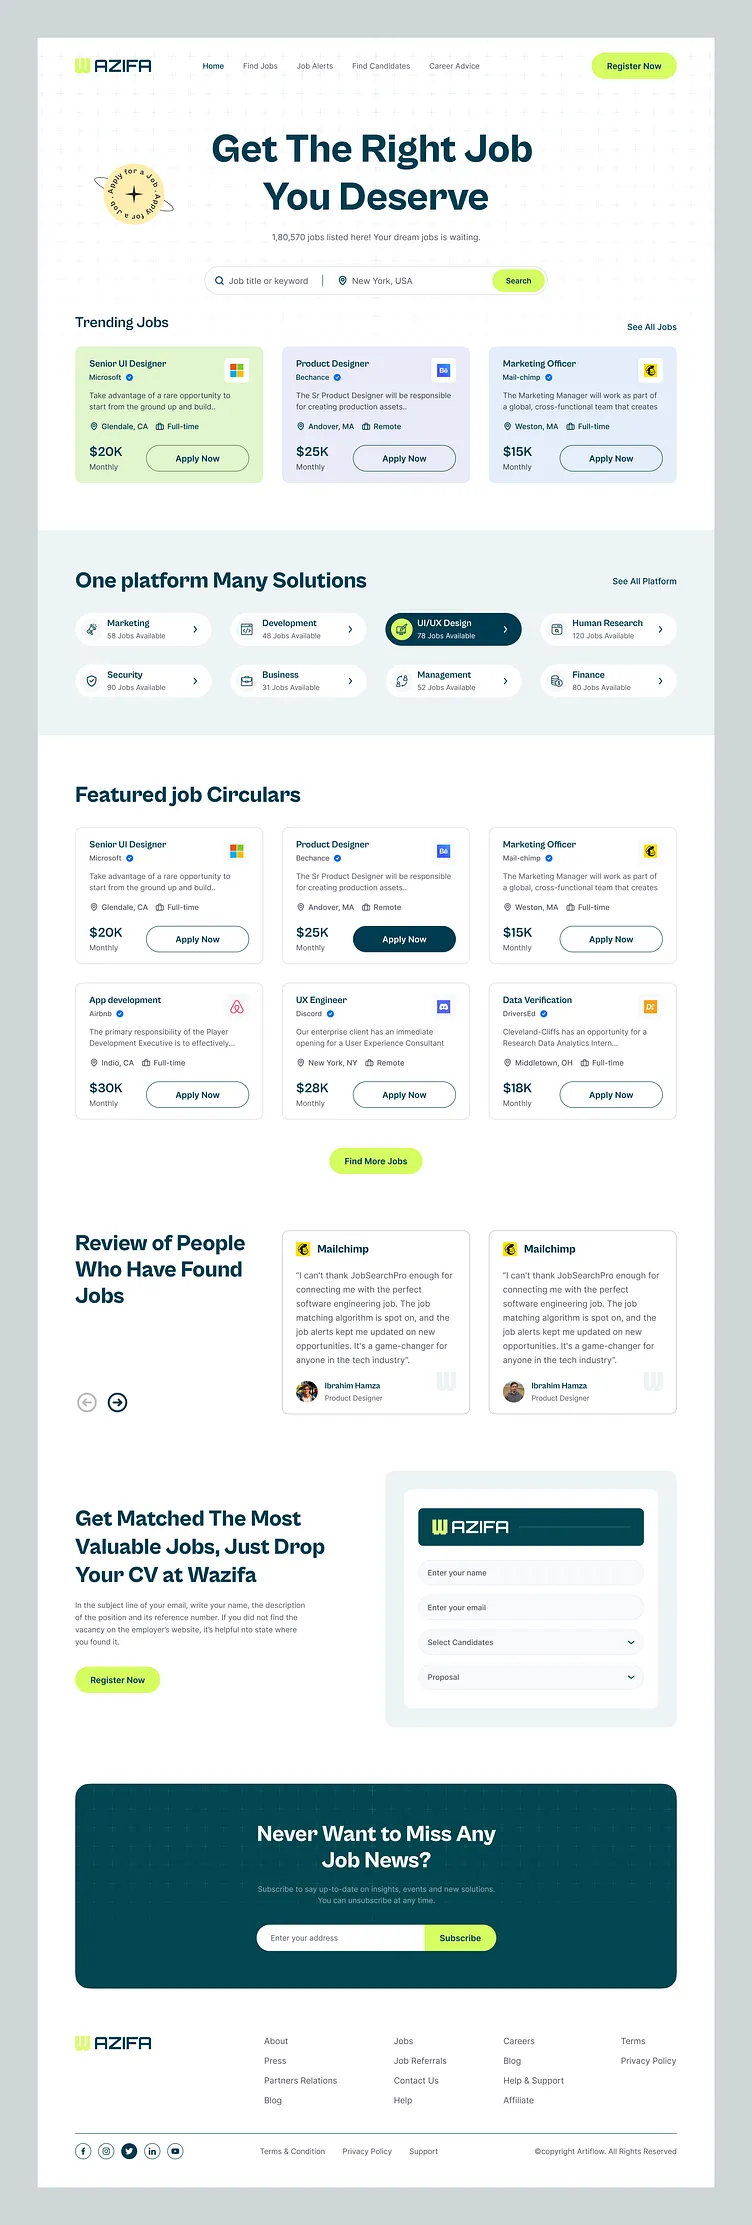 WAZIFA
Home Find Jobs Job Alerts Find Candidates Career Advice
Register Now
Get The Right Job
You Deserve
Apply for a Job - Apply for a Job -
1,80,570 jobs listed here! Your dream jobs is waiting.
Job title or keyword | New York, USA Search
Trending Jobs
See All Jobs
Senior UI Designer
Microsoft
Take advantage of a rare opportunity to
start from the ground up and build..
Glendale, CA Full-time
$20K
Monthly
Apply Now
Product Designer
Bechance
Bē
The Sr Product Designer will be responsible
for creating production assets..
Andover, MA Remote
$25K
Monthly
Apply Now
Marketing Officer
Mail-chimp
The Marketing Manager will work as part of
a global, cross-functional team that creates
Weston, MA Full-time
$15K
Monthly
Apply Now
One platform Many Solutions
See All Platform
Marketing
58 Jobs Available
Development
48 Jobs Available
UI/UX Design
78 Jobs Available
Human Research
120 Jobs Available
Security
90 Jobs Available
Business
31 Jobs Available
Management
52 Jobs Available
Finance
80 Jobs Available
Featured job Circulars
Senior UI Designer
Microsoft
Take advantage of a rare opportunity to
start from the ground up and build..
Glendale, CA Full-time
$20K
Monthly
Apply Now
Product Designer
Bechance
Bē
The Sr Product Designer will be responsible
for creating production assets..
Andover, MA Remote
$25K
Monthly
Apply Now
Marketing Officer
Mail-chimp
The Marketing Manager will work as part of
a global, cross-functional team that creates
Weston, MA Full-time
$15K
Monthly
Apply Now
App development
Airbnb
The primary responsibility of the Player
Development Executive is to effectively...
Indio, CA Full-time
$30K
Monthly
Apply Now
UX Engineer
Discord
Our enterprise client has an immediate
opening for a User Experience Consultant
New York, NY Remote
$28K
Monthly
Apply Now
Data Verification
DriversEd
DE
Cleveland-Cliffs has an opportunity for a
Research Data Analytics Intern...
Middletown, OH Full-time
$18K
Monthly
Apply Now
Find More Jobs
Review of People
Who Have Found
Jobs
Mailchimp
"I can't thank JobSearchPro enough for
connecting me with the perfect
software engineering job. The job
matching algorithm is spot on, and the
job alerts kept me updated on new
opportunities. It's a game-changer for
anyone in the tech industry".
Ibrahim Hamza
Product Designer
W
Mailchimp
"I can't thank JobSearchPro enough for
connecting me with the perfect
software engineering job. The job
matching algorithm is spot on, and the
job alerts kept me updated on new
opportunities. It's a game-changer for
anyone in the tech industry".
Ibrahim Hamza
Product Designer
W
Get Matched The Most
Valuable Jobs, Just Drop
Your CV at Wazifa
In the subject line of your email, write your name, the description
of the position and its reference number. If you did not find the
vacancy on the employer's website, it's helpful nto state where
you found it.
Register Now
WAZIFA
Enter your name
Enter your email
Select Candidates
Proposal
Never Want to Miss Any
Job News?
Subscribe to say up-to-date on insights, events and new solutions.
You can unsubscribe at any time.
Enter your address Subscribe
WAZIFA
About
Press
Partners Relations
Blog
Jobs
Job Referrals
Contact Us
Help
Careers
Blog
Help & Support
Affiliate
Terms
Privacy Policy
Terms & Condition Privacy Policy Support
©copyright Artiflow. All Rights Reserved